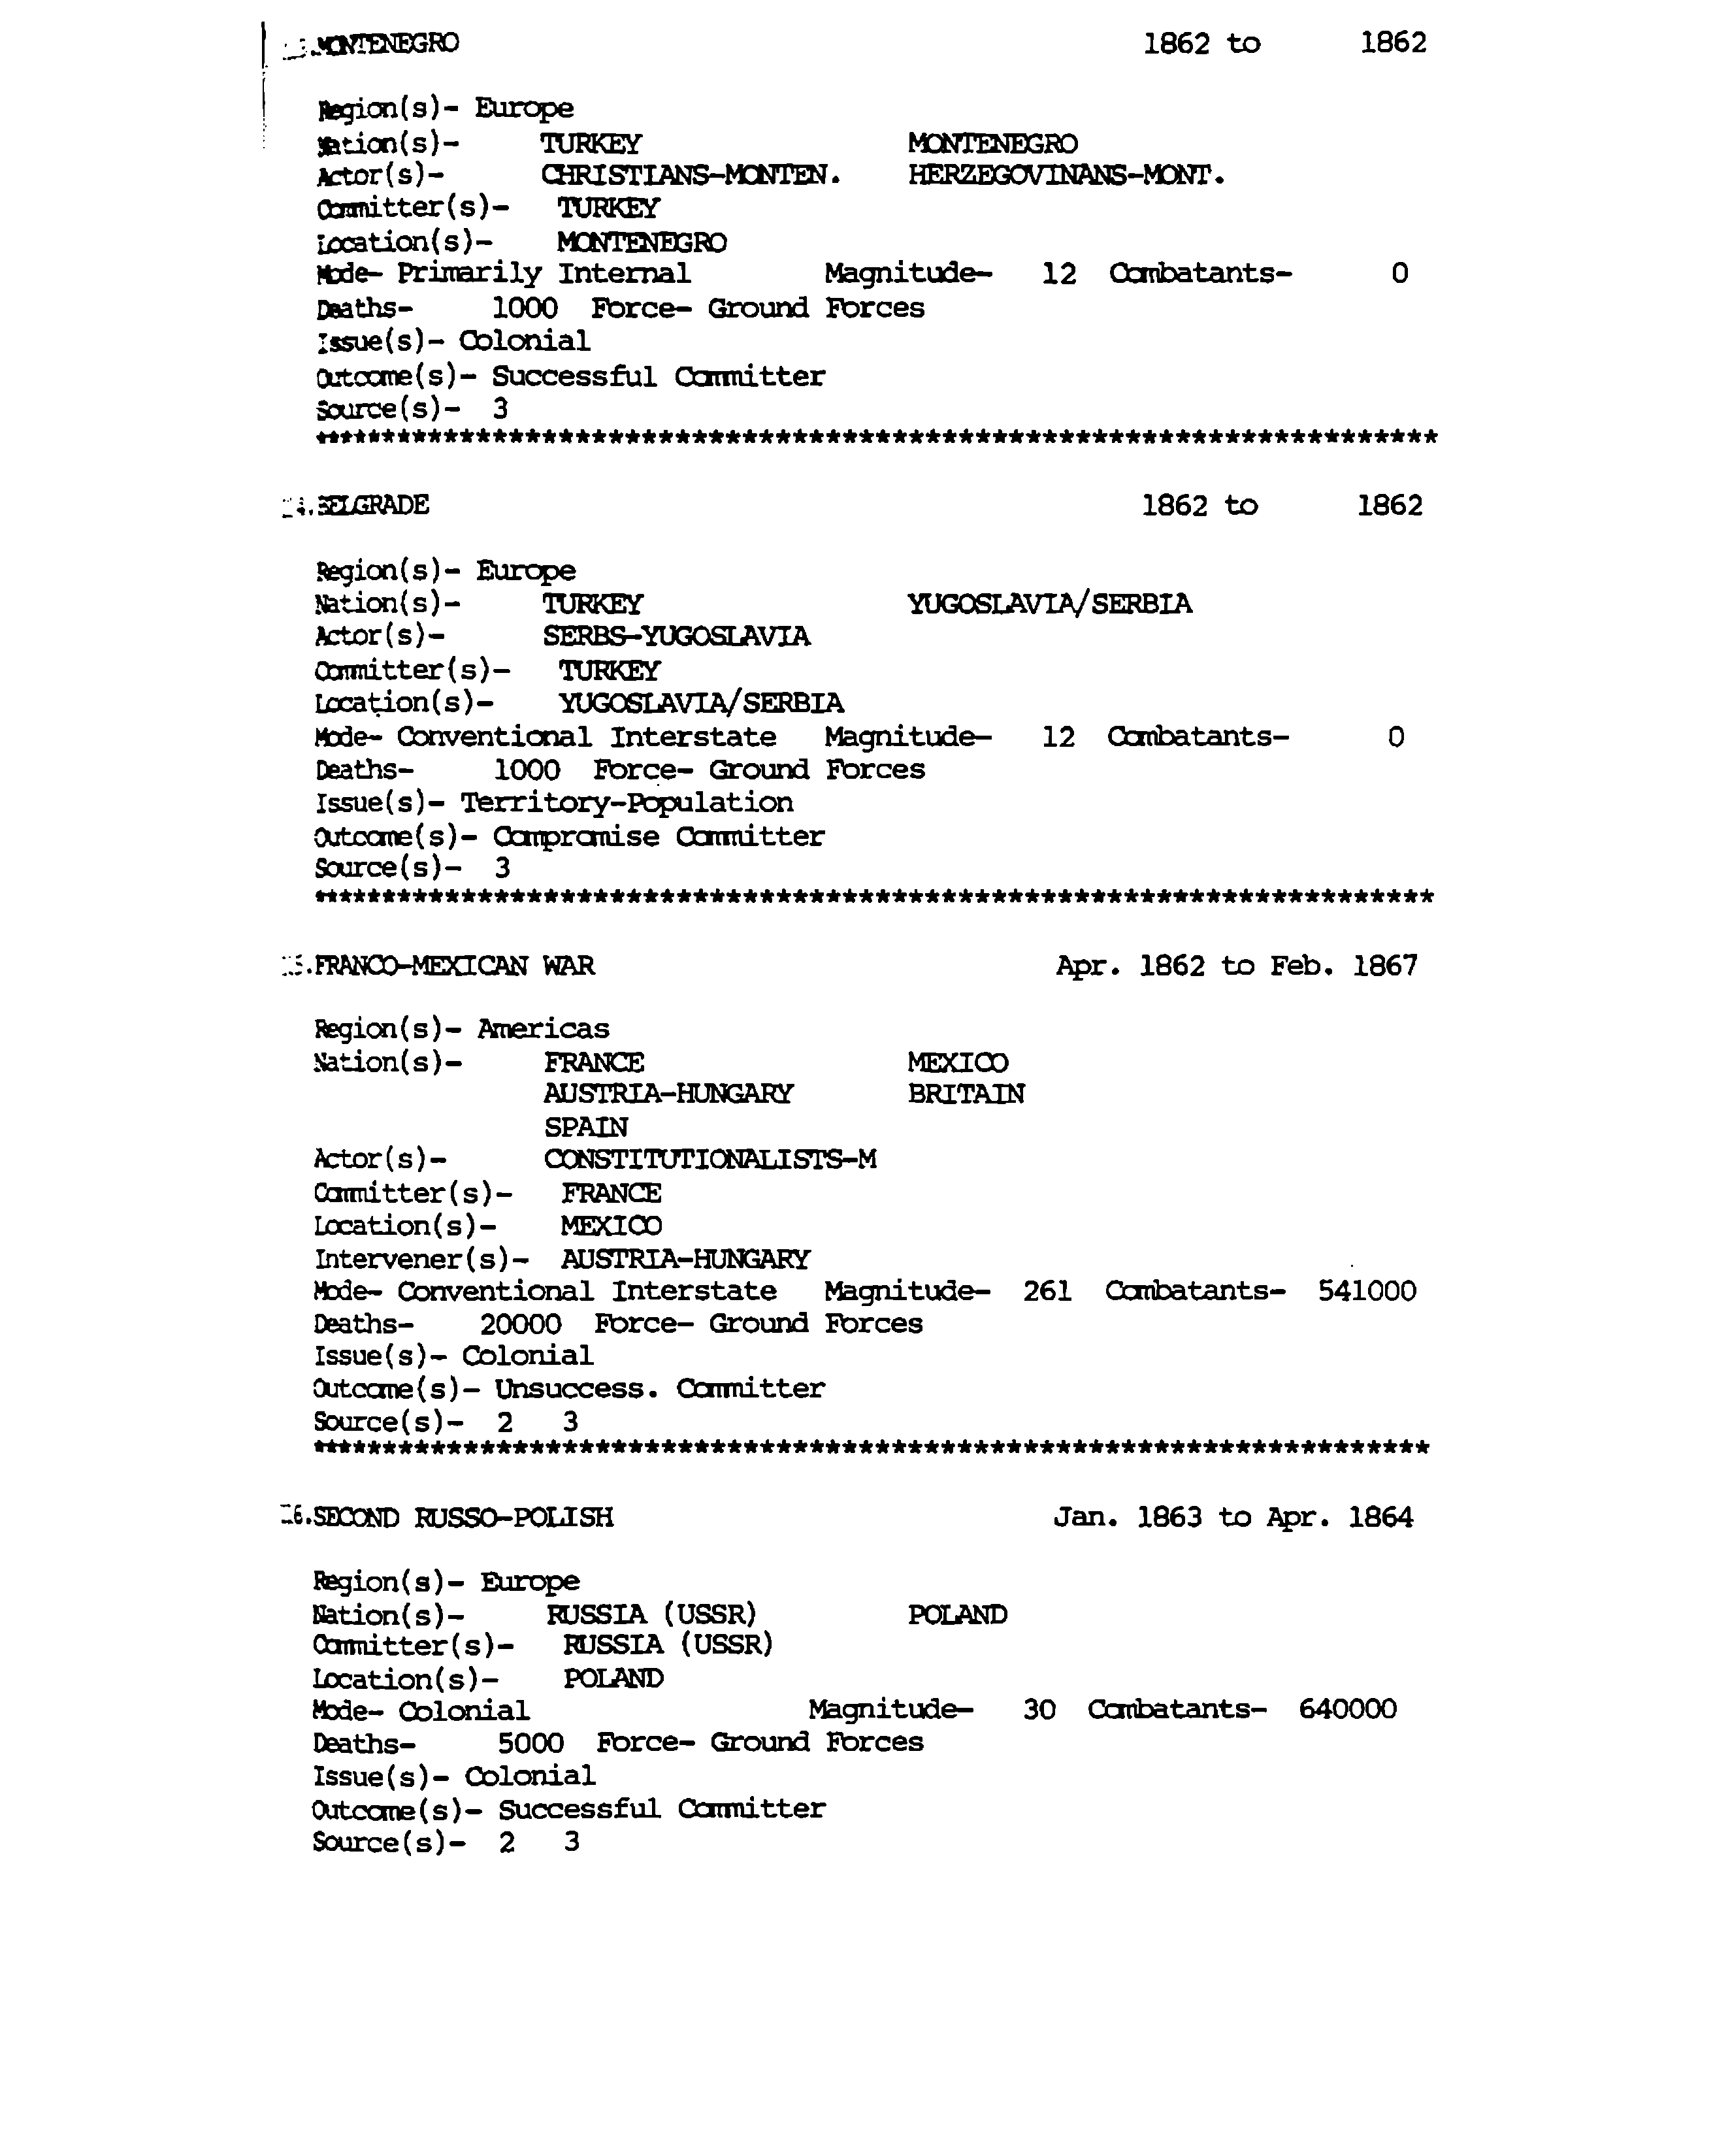 MONTENEGRO 1862 to 1862
Region(s)- Europe
Nation(s)- TURKEY MONTENEGRO
Actor(s)- CHRISTIANS-MONTEN. HERZEGOVINANS-MONT.
Committer(s)- TURKEY
Location(s)- MONTENEGRO
Mode- Primarily Internal Magnitude- 12 Combatants- 0
Deaths- 1000 Force- Ground Forces
Issue(s)- Colonial
Outcome(s)- Successful Committer
Source(s)- 3
********************************************************************
BELGRADE 1862 to 1862
Region(s)- Europe
Nation(s)- TURKEY YUGOSLAVIA/SERBIA
Actor(s)- SERBS-YUGOSLAVIA
Committer(s)- TURKEY
Location(s)- YUGOSLAVIA/SERBIA
Mode- Conventional Interstate Magnitude- 12 Combatants- 0
Deaths- 1000 Force- Ground Forces
Issue(s)- Territory-Population
Outcome(s)- Compromise Committer
Source(s)- 3
********************************************************************
FRANCO-MEXICAN WAR Apr. 1862 to Feb. 1867
Region(s)- Americas
Nation(s)- FRANCE MEXICO
AUSTRIA-HUNGARY BRITAIN
SPAIN
Actor(s)- CONSTITUTIONALISTS-M
Committer(s)- FRANCE
Location(s)- MEXICO
Intervener(s)- AUSTRIA-HUNGARY
Mode- Conventional Interstate Magnitude- 261 Combatants- 541000
Deaths- 20000 Force- Ground Forces
Issue(s)- Colonial
Outcome(s)- Unsuccess. Committer
Source(s)- 2 3
********************************************************************
SECOND RUSSO-POLISH Jan. 1863 to Apr. 1864
Region(s)- Europe
Nation(s)- RUSSIA (USSR) POLAND
Committer(s)- RUSSIA (USSR)
Location(s)- POLAND
Mode- Colonial Magnitude- 30 Combatants- 640000
Deaths- 5000 Force- Ground Forces
Issue(s)- Colonial
Outcome(s)- Successful Committer
Source(s)- 2 3